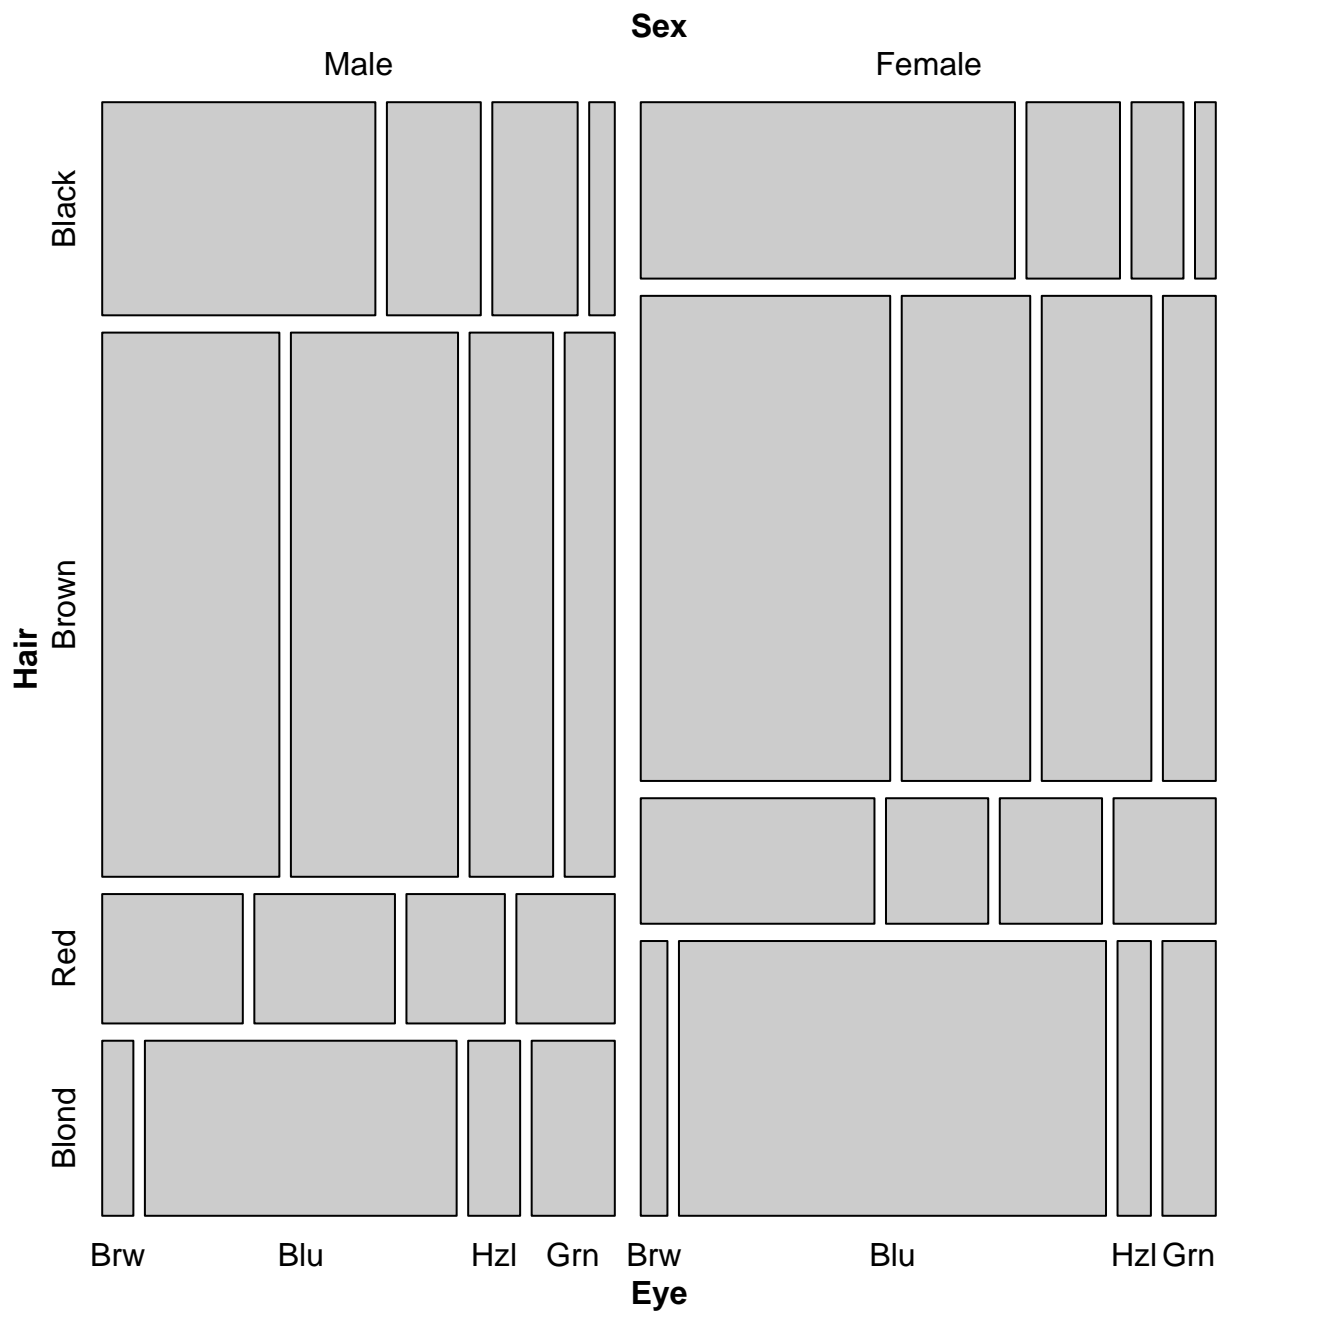 Sex
Male Female
Black
Brown
Hair
Red
Blond
Brw Blu Hzl Grn Brw Blu Hzl Grn
Eye